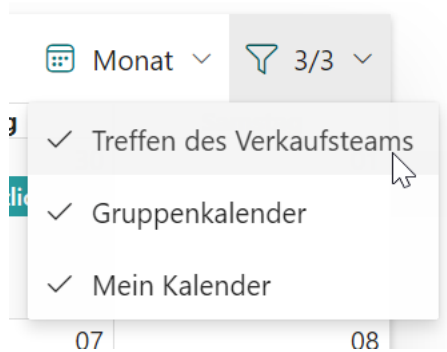 Monat 3/3
Treffen des Verkaufsteams
Gruppenkalender
Mein Kalender
07 08